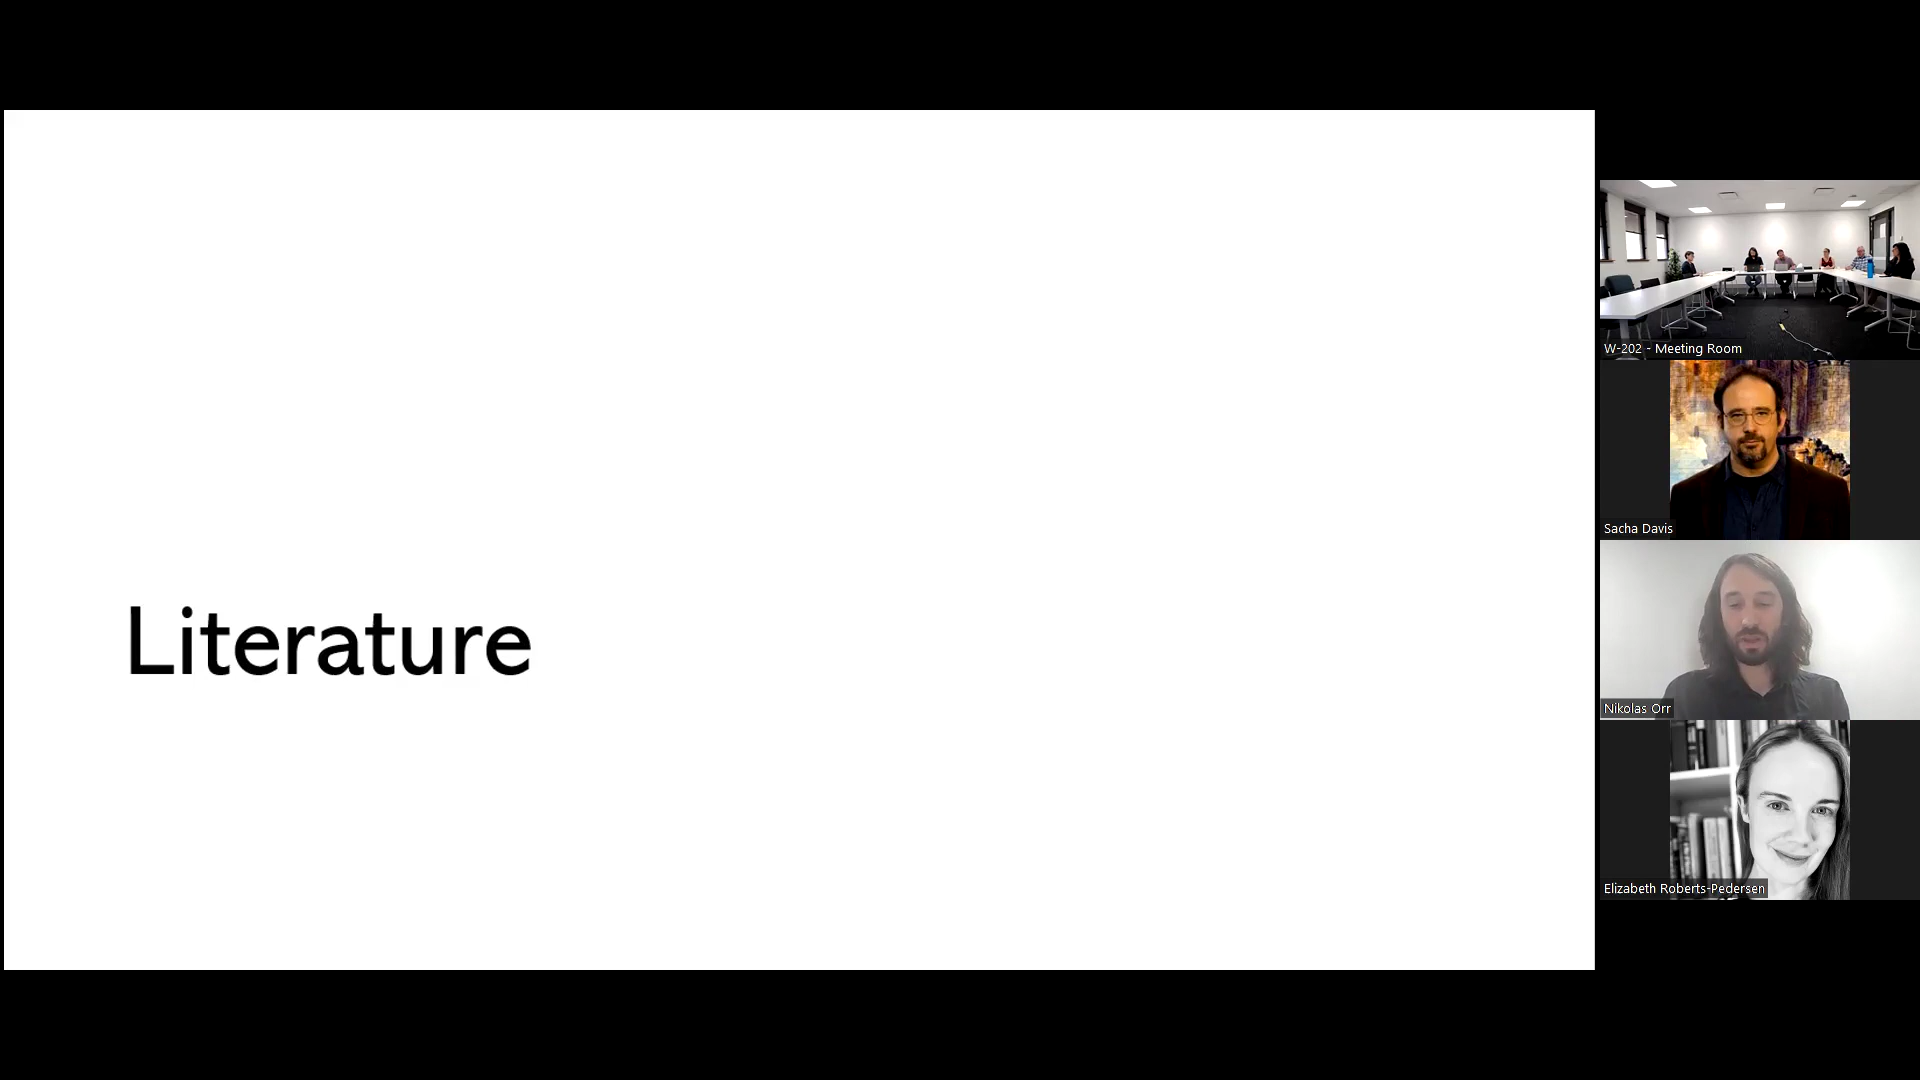 Literature
W-202 - Meeting Room
Sacha Davis
Nikolas Orr
Elizabeth Roberts-Pedersen